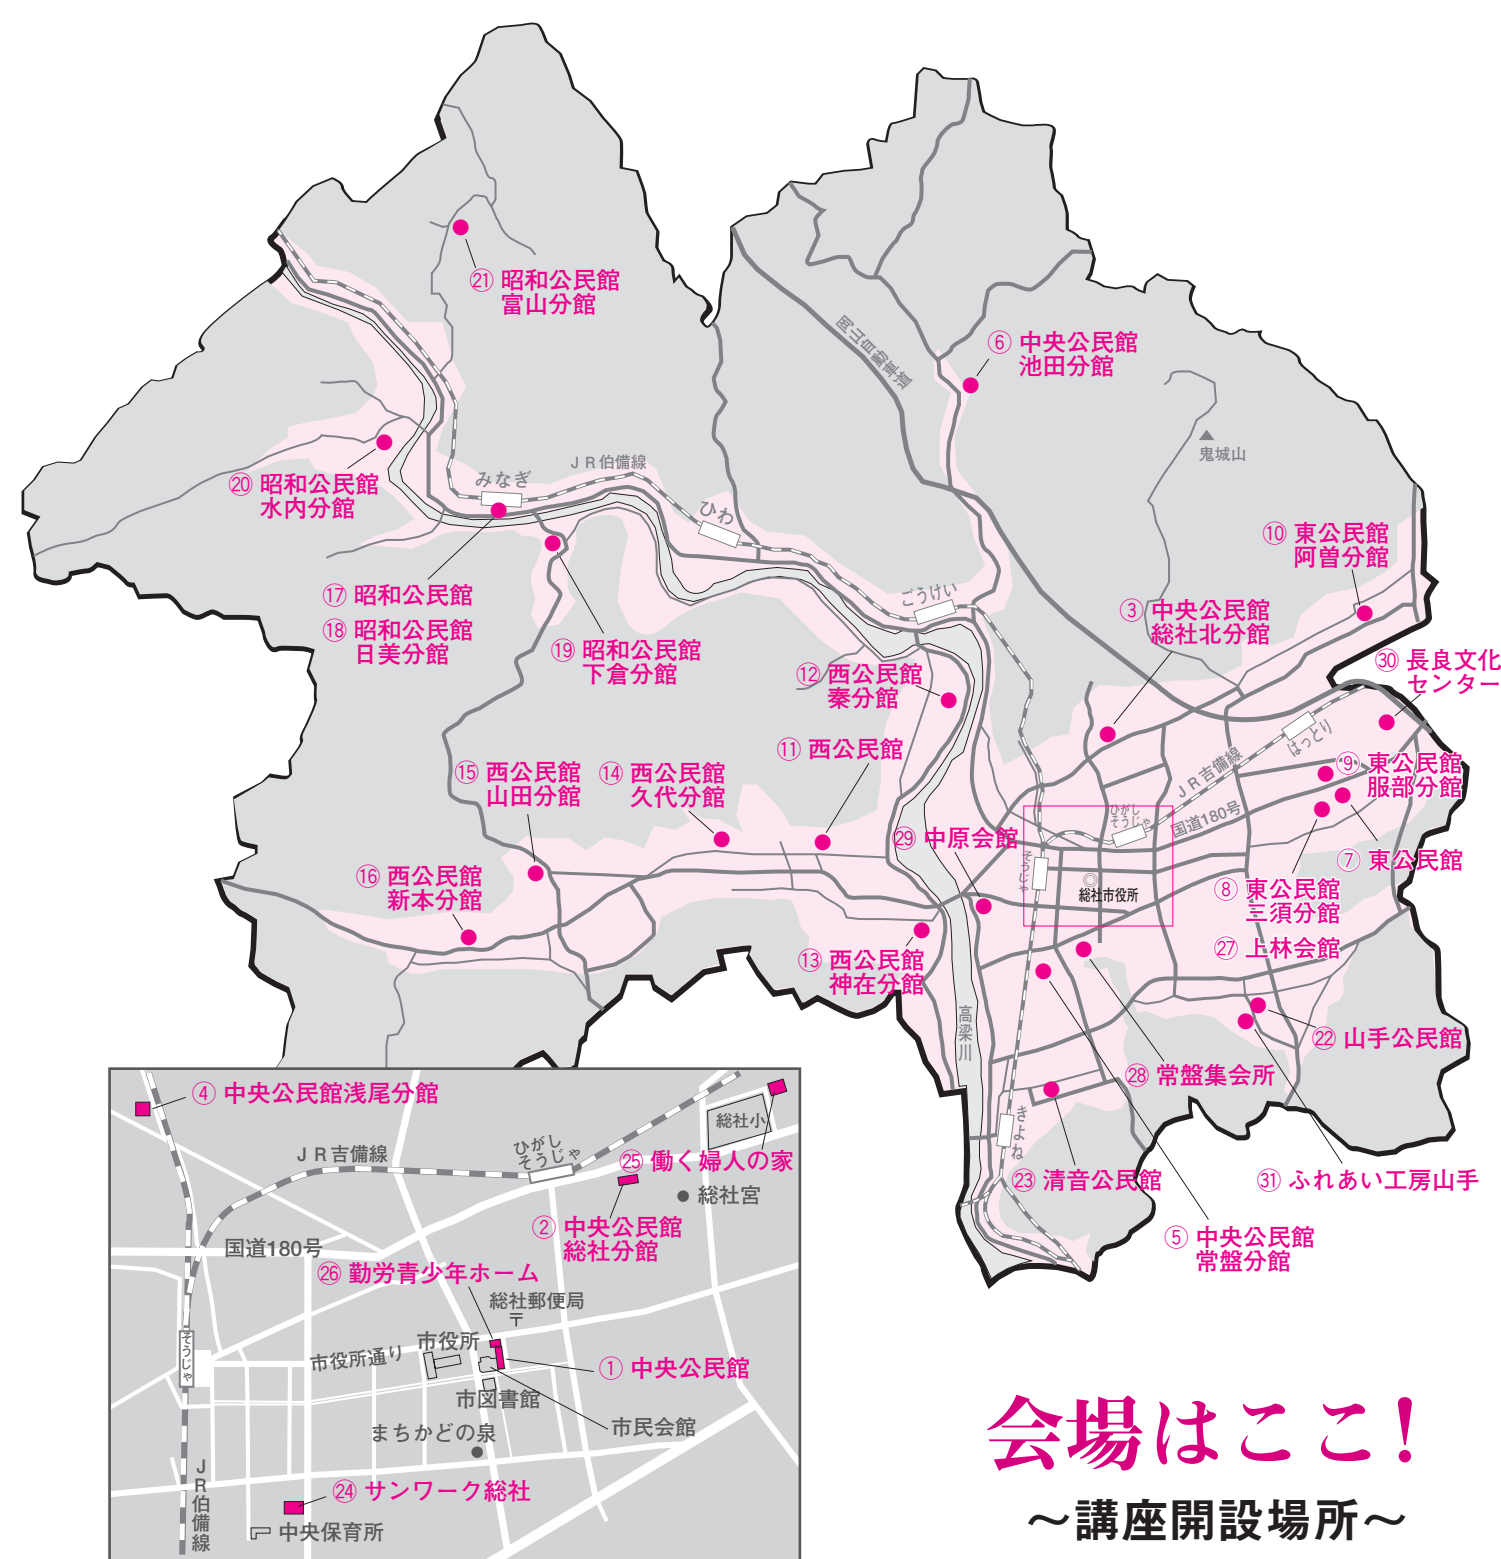 ㉑ 昭和公民館
富山分館
⑥ 中央公民館
池田分館
岡山自動車道
鬼城山
⑳ 昭和公民館
水内分館
みなぎ
ＪＲ伯備線
ひわ
⑩ 東公民館
阿曽分館
⑰ 昭和公民館
⑱ 昭和公民館
日美分館
⑲ 昭和公民館
下倉分館
ごうけい
③ 中央公民館
総社北分館
㉚ 長良文化
センター
⑫ 西公民館
秦分館
⑪ 西公民館
はっとり
ＪＲ吉備線
⑮ 西公民館
山田分館
⑭ 西公民館
久代分館
⑨ 東公民館
服部分館
ひがし
そうじゃ
国道180号
㉙ 中原会館
そうじゃ
⑦ 東公民館
⑯ 西公民館
新本分館
◎
総社市役所
⑧ 東公民館
三須分館
㉗ 上林会館
⑬ 西公民館
神在分館
高梁川
㉒ 山手公民館
㉘ 常盤集会所
きよね
㉓ 清音公民館
㉛ ふれあい工房山手
⑤ 中央公民館
常盤分館
④ 中央公民館浅尾分館
総社小
ＪＲ吉備線
ひがし
そうじゃ
㉕ 働く婦人の家
総社宮
② 中央公民館
総社分館
国道180号
㉖ 勤労青少年ホーム
総社郵便局
〒
そうじゃ
市役所通り
市役所
① 中央公民館
市図書館
市民会館
まちかどの泉
ＪＲ伯備線
㉔ サンワーク総社
中央保育所
会場はここ！
～講座開設場所～